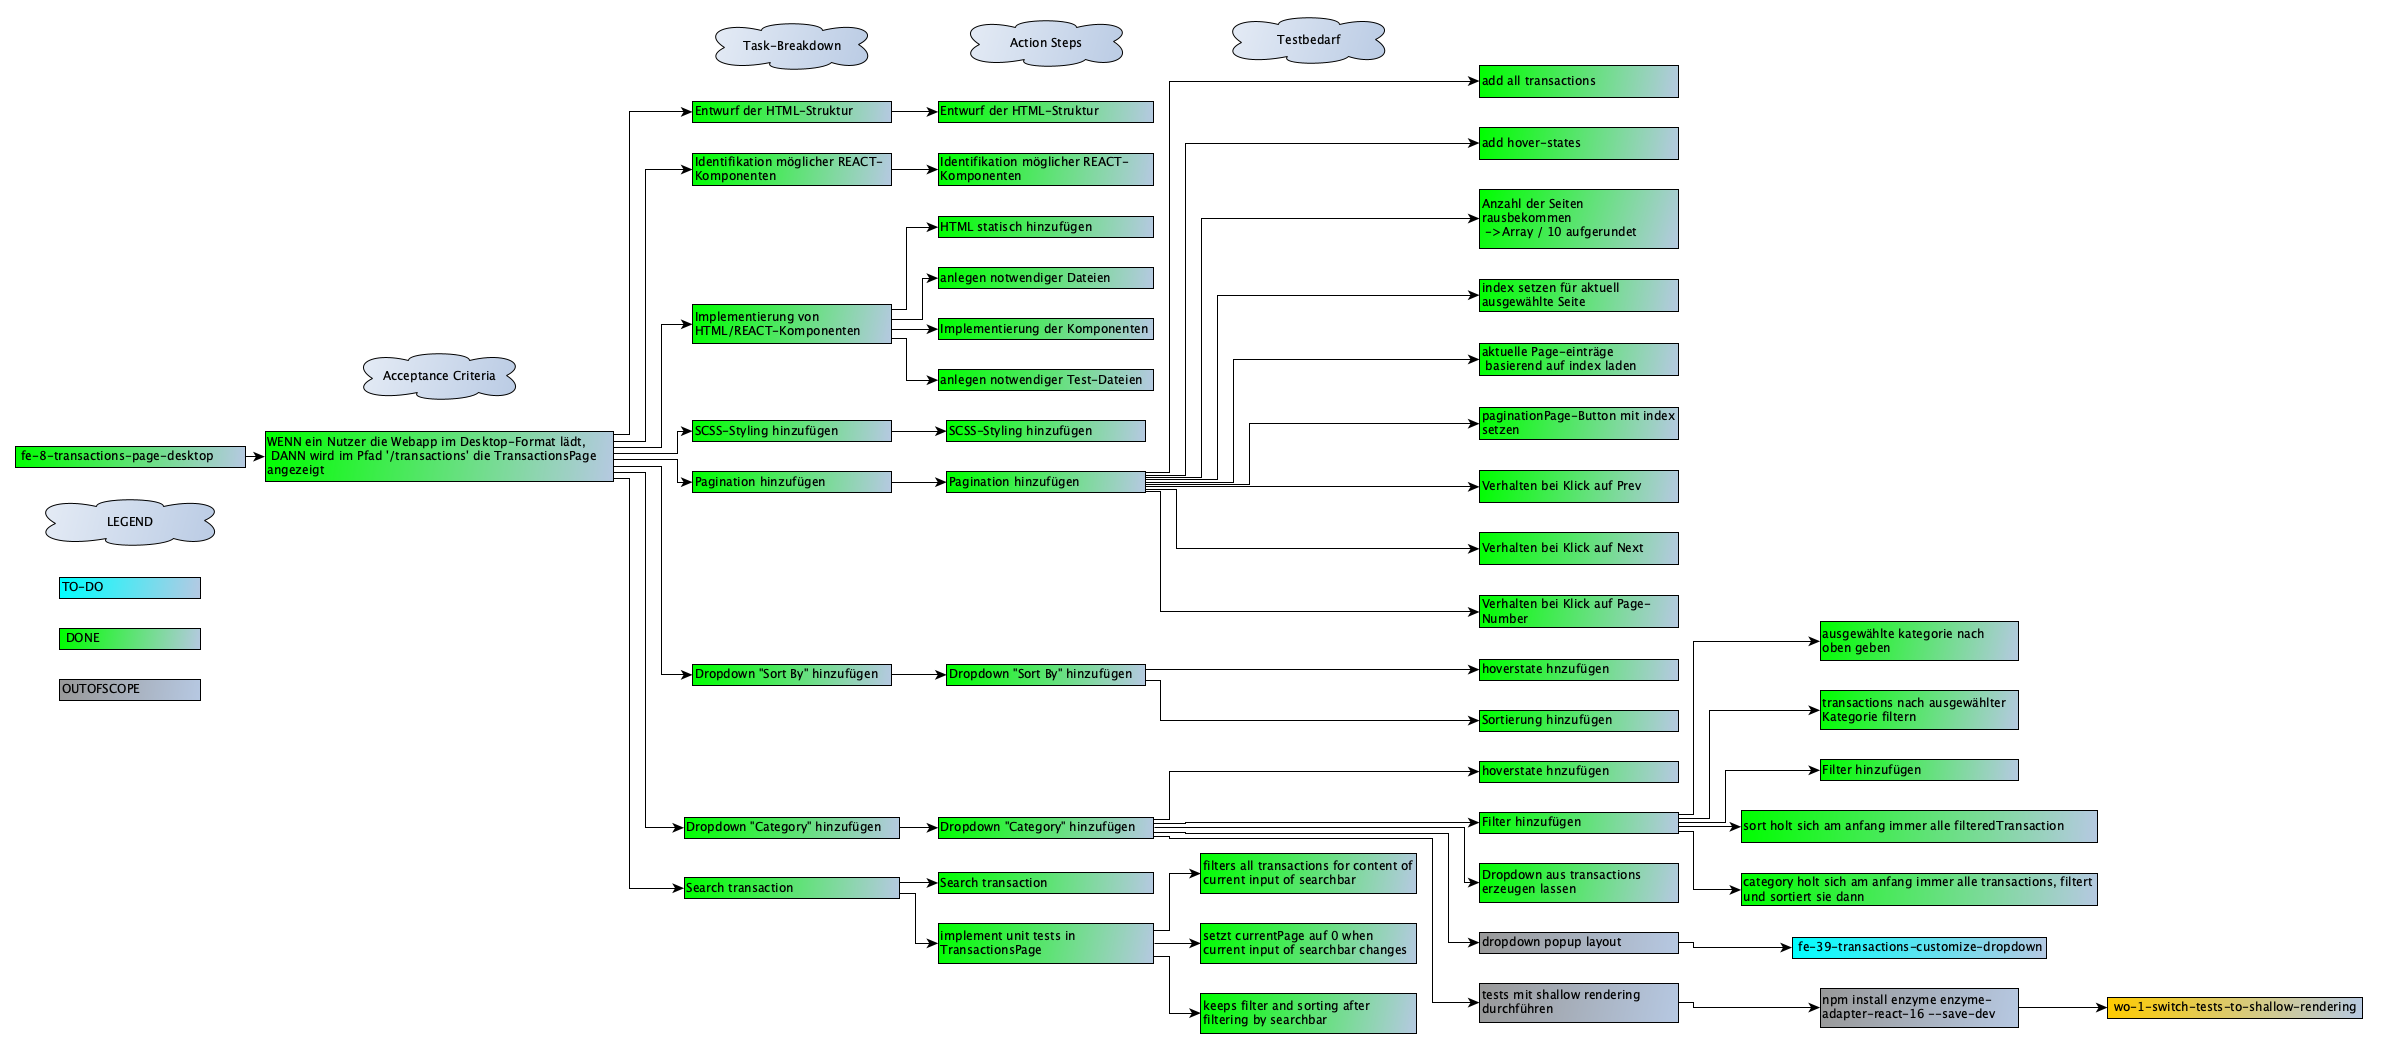 Task-Breakdown
Action Steps
Testbedarf
Entwurf der HTML-Struktur
Entwurf der HTML-Struktur
add all transactions
Identifikation möglicher REACT-
Komponenten
Identifikation möglicher REACT-
Komponenten
add hover-states
HTML statisch hinzufügen
Anzahl der Seiten
rausbekommen
->Array / 10 aufgerundet
anlegen notwendiger Dateien
index setzen für aktuell
ausgewählte Seite
Implementierung von
HTML/REACT-Komponenten
Implementierung der Komponenten
aktuelle Page-einträge
basierend auf index laden
anlegen notwendiger Test-Dateien
Acceptance Criteria
SCSS-Styling hinzufügen
SCSS-Styling hinzufügen
paginationPage-Button mit index
setzen
fe-8-transactions-page-desktop
WENN ein Nutzer die Webapp im Desktop-Format lädt,
DANN wird im Pfad '/transactions' die TransactionsPage
angezeigt
Pagination hinzufügen
Pagination hinzufügen
Verhalten bei Klick auf Prev
LEGEND
Verhalten bei Klick auf Next
TO-DO
DONE
OUTOFSCOPE
Verhalten bei Klick auf Page-
Number
ausgewählte kategorie nach
oben geben
Dropdown "Sort By" hinzufügen
Dropdown "Sort By" hinzufügen
hoverstate hnzufügen
Sortierung hinzufügen
transactions nach ausgewählter
Kategorie filtern
hoverstate hnzufügen
Filter hinzufügen
Dropdown "Category" hinzufügen
Dropdown "Category" hinzufügen
Filter hinzufügen
sort holt sich am anfang immer alle filteredTransaction
Search transaction
Search transaction
filters all transactions for content of
current input of searchbar
Dropdown aus transactions
erzeugen lassen
category holt sich am anfang immer alle transactions, filtert
und sortiert sie dann
implement unit tests in
TransactionsPage
setzt currentPage auf 0 when
current input of searchbar changes
dropdown popup layout
fe-39-transactions-customize-dropdown
keeps filter and sorting after
filtering by searchbar
tests mit shallow rendering
durchführen
npm install enzyme enzyme-
adapter-react-16 --save-dev
wo-1-switch-tests-to-shallow-rendering